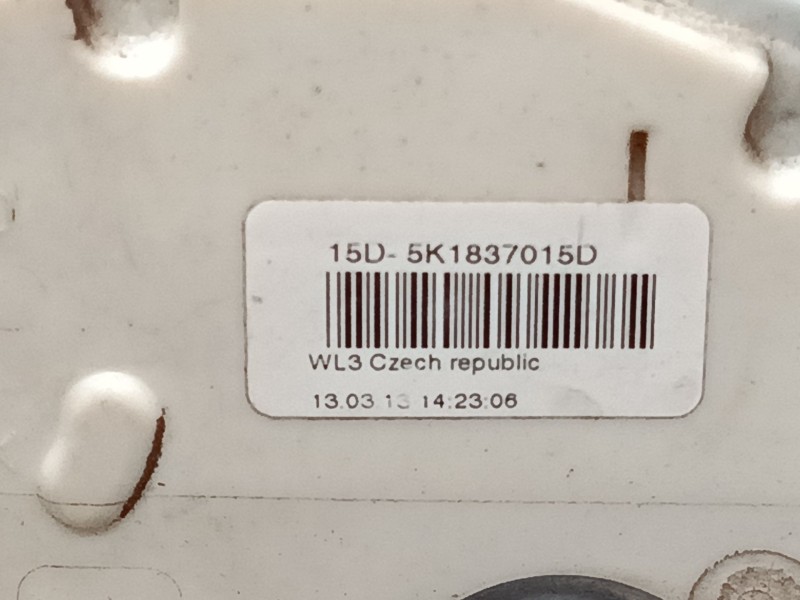 15D- 5K1837015D
WL3 Czech republic
13.03 13 14:23:06